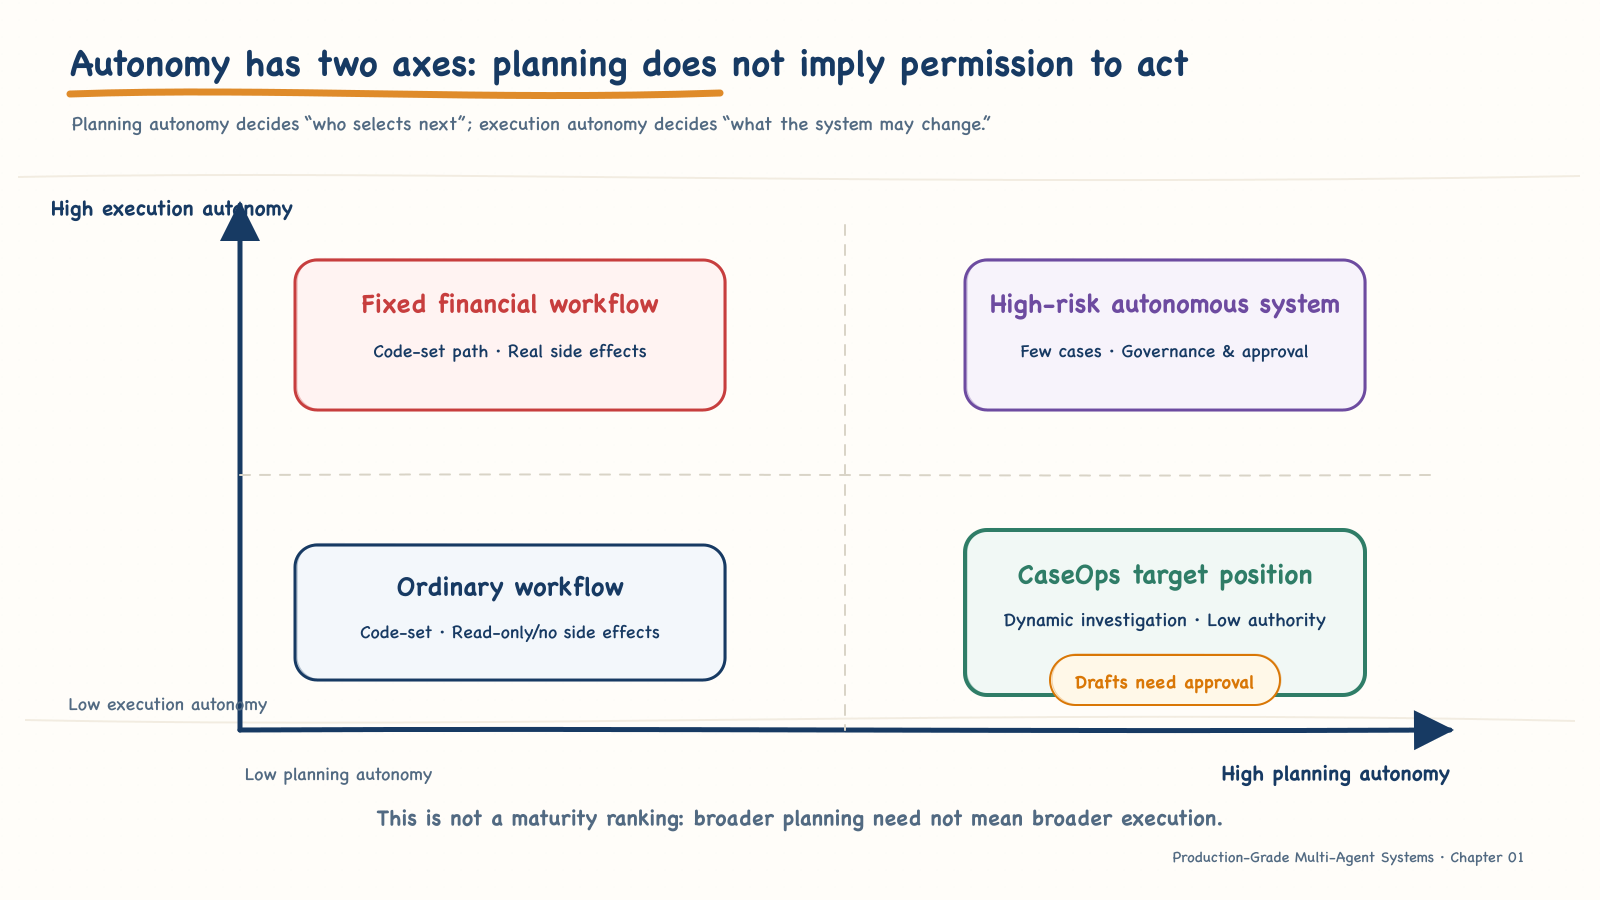 Autonomy has two axes: planning does not imply permission to act
Planning autonomy decides “who selects next”; execution autonomy decides “what the system may change.”
High execution autonomy
Fixed financial workflow
Code-set path · Real side effects
High-risk autonomous system
Few cases · Governance & approval
Ordinary workflow
Code-set · Read-only/no side effects
CaseOps target position
Dynamic investigation · Low authority
Drafts need approval
Low execution autonomy
Low planning autonomy
High planning autonomy
This is not a maturity ranking: broader planning need not mean broader execution.
Production-Grade Multi-Agent Systems · Chapter 01